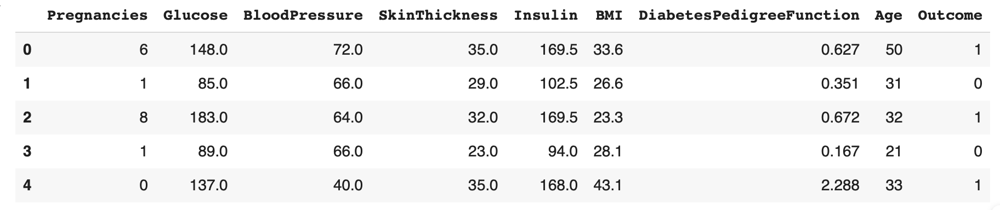 Pregnancies Glucose BloodPressure SkinThickness Insulin BMI DiabetesPedigreeFunction Age Outcome
0 6 148.0 72.0 35.0 169.5 33.6 0.627 50 1
1 1 85.0 66.0 29.0 102.5 26.6 0.351 31 0
2 8 183.0 64.0 32.0 169.5 23.3 0.672 32 1
3 1 89.0 66.0 23.0 94.0 28.1 0.167 21 0
4 0 137.0 40.0 35.0 168.0 43.1 2.288 33 1